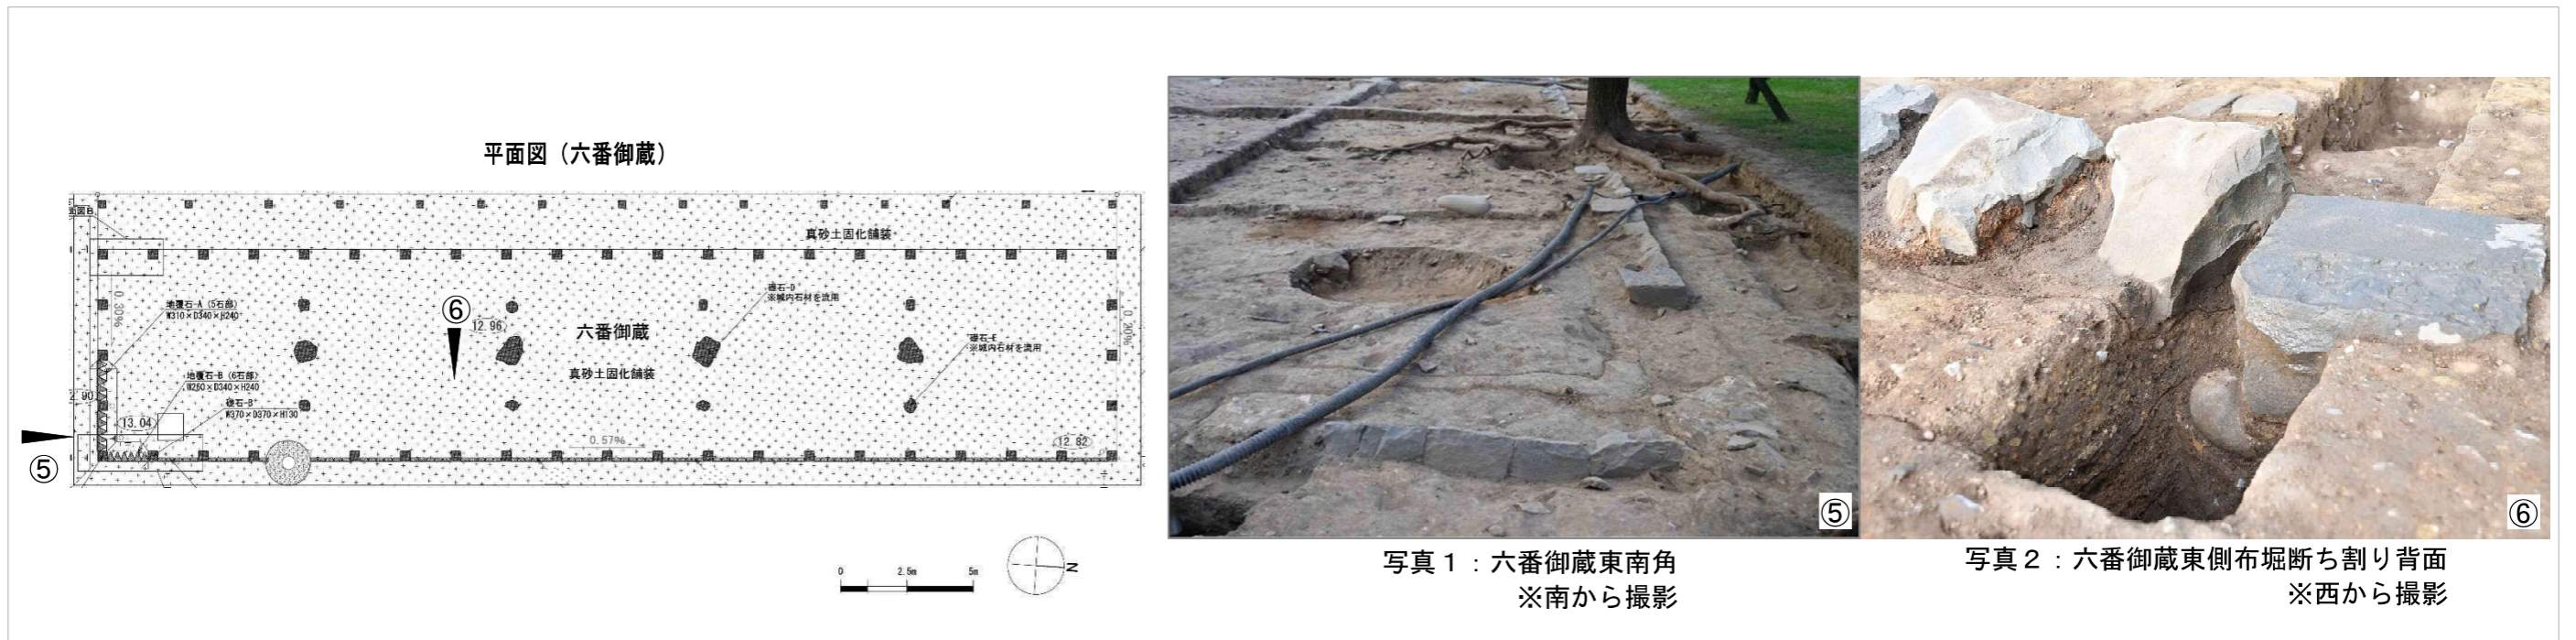 平面図（六番御蔵）
真砂土固化舗装
0.30%
地覆石-A（5石部）
W310×D340×H240
⑥
12.96
六番御蔵
真砂土固化舗装
礎石-D
※城内石材を流用
礎石-E
※城内石材を流用
0.20%
地覆石-B（6石部）
W260×D340×H240
礎石-B
W370×D370×H130
13.04
⑤
0.57%
12.82
0
2.5m
5m
N
⑤
写真１：六番御蔵東南角
※南から撮影
⑥
写真２：六番御蔵東側布堀断ち割り背面
※西から撮影